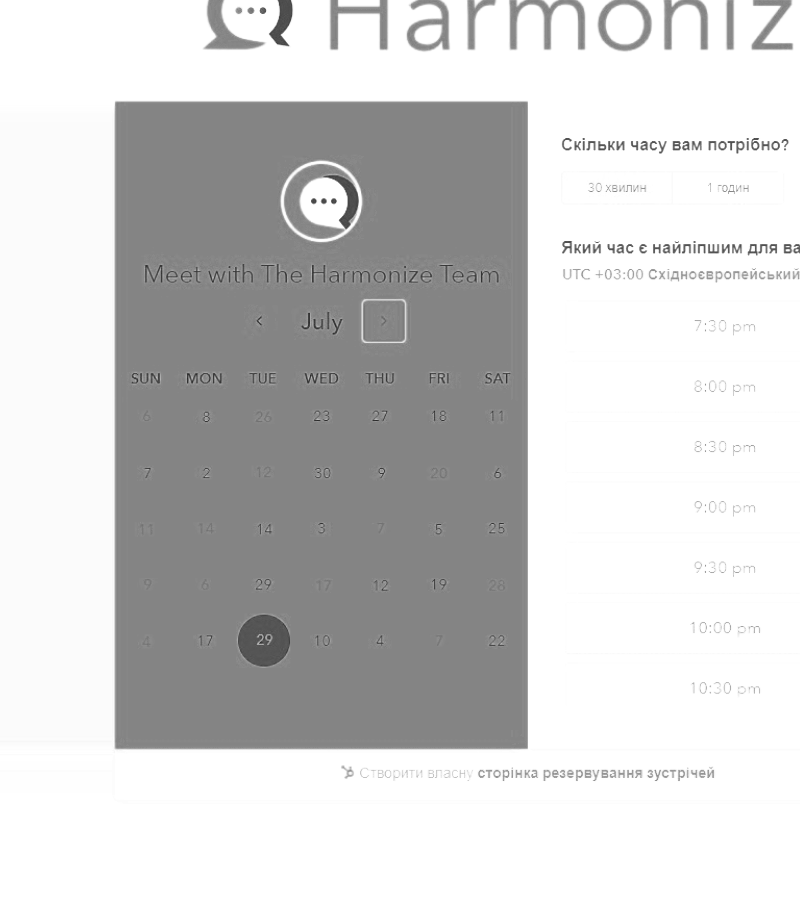 Harmoniz
Meet with The Harmonize Team
July
SUN MON TUE WED THU FRI SAT
6 8 26 23 27 18 11
7 2 12 30 9 20 6
11 14 14 3 7 5 25
9 6 29 17 12 19 28
4 17 29 10 4 7 22
Скільки часу вам потрібно?
30 хвилин 1 годин
Який час є найліпшим для ва
UTC +03:00 Східноєвропейський
7:30 pm
8:00 pm
8:30 pm
9:00 pm
9:30 pm
10:00 pm
10:30 pm
Створити власну сторінка резервування зустрічей